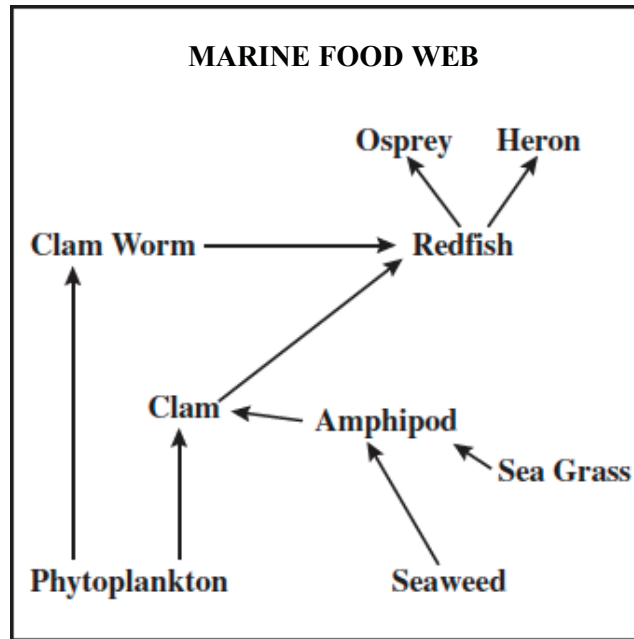 MARINE FOOD WEB
Osprey Heron
Clam Worm Redfish
Clam Amphipod
Sea Grass
Phytoplankton Seaweed